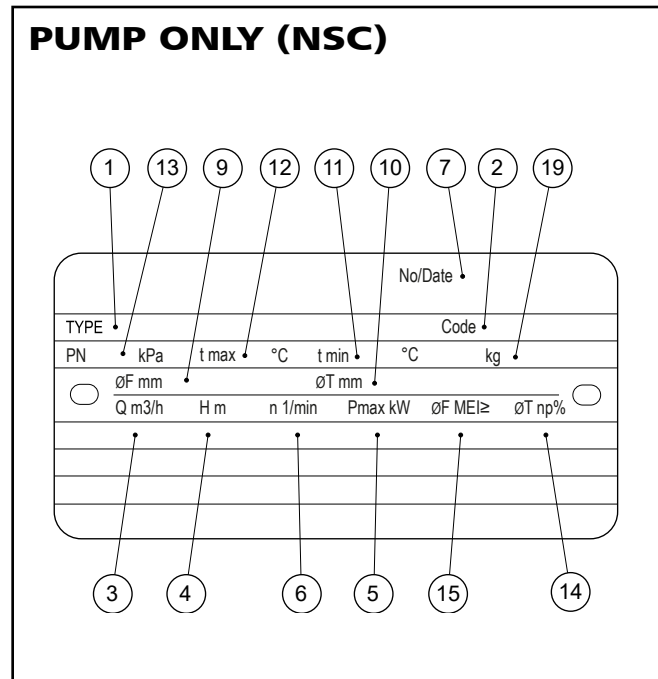 PUMP ONLY (NSC)
1 13 9 12 11 10 7 2 19
No/Date
TYPE Code
PN kPa t max °C t min °C kg
ØF mm ØT mm
Q m3/h H m n 1/min Pmax kW ØF MEI≥ ØT np%
3 4 6 5 15 14